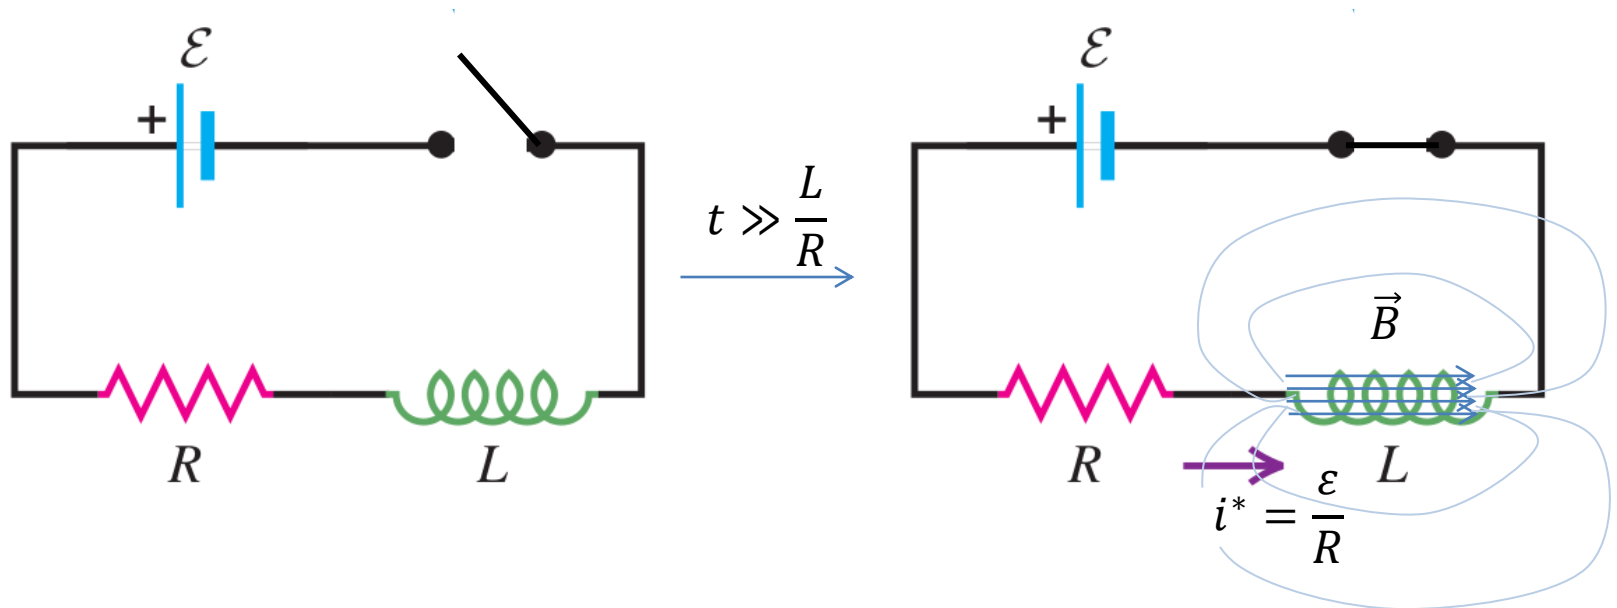 ℰ
+
R
L
t ≫ L/R
ℰ
+
B⃗
R
L
i* = ε/R